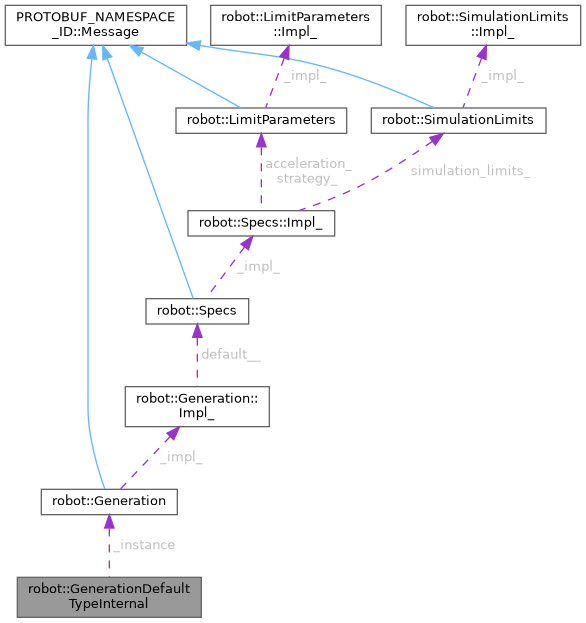 PROTOBUF_NAMESPACE
_ID::Message
robot::LimitParameters
::Impl_
robot::SimulationLimits
::Impl_
_impl_
_impl_
robot::LimitParameters
robot::SimulationLimits
acceleration_
strategy_
simulation_limits_
robot::Specs::Impl_
_impl_
robot::Specs
default__
robot::Generation::
Impl_
_impl_
robot::Generation
_instance
robot::GenerationDefault
TypeInternal